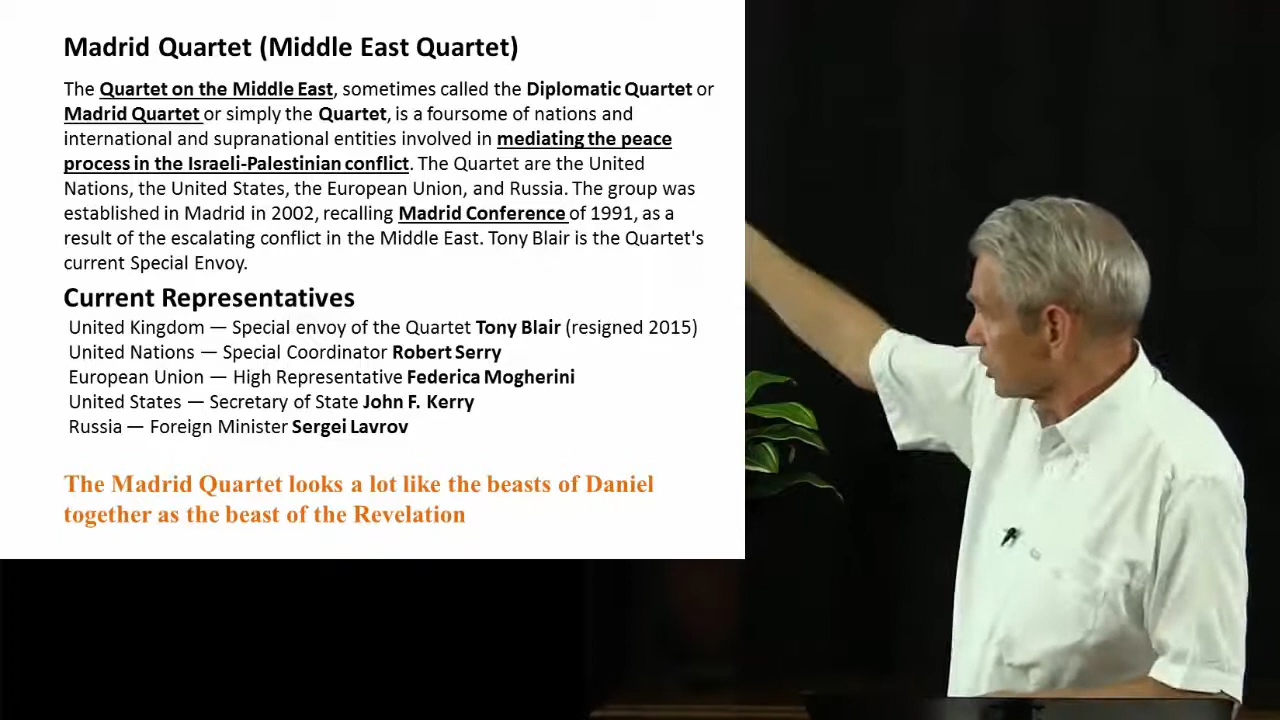 Madrid Quartet (Middle East Quartet)
The Quartet on the Middle East, sometimes called the Diplomatic Quartet or
Madrid Quartet or simply the Quartet, is a foursome of nations and
international and supranational entities involved in mediating the peace
process in the Israeli-Palestinian conflict. The Quartet are the United
Nations, the United States, the European Union, and Russia. The group was
established in Madrid in 2002, recalling Madrid Conference of 1991, as a
result of the escalating conflict in the Middle East. Tony Blair is the Quartet's
current Special Envoy.
Current Representatives
United Kingdom — Special envoy of the Quartet Tony Blair (resigned 2015)
United Nations — Special Coordinator Robert Serry
European Union — High Representative Federica Mogherini
United States — Secretary of State John F. Kerry
Russia — Foreign Minister Sergei Lavrov
The Madrid Quartet looks a lot like the beasts of Daniel
together as the beast of the Revelation